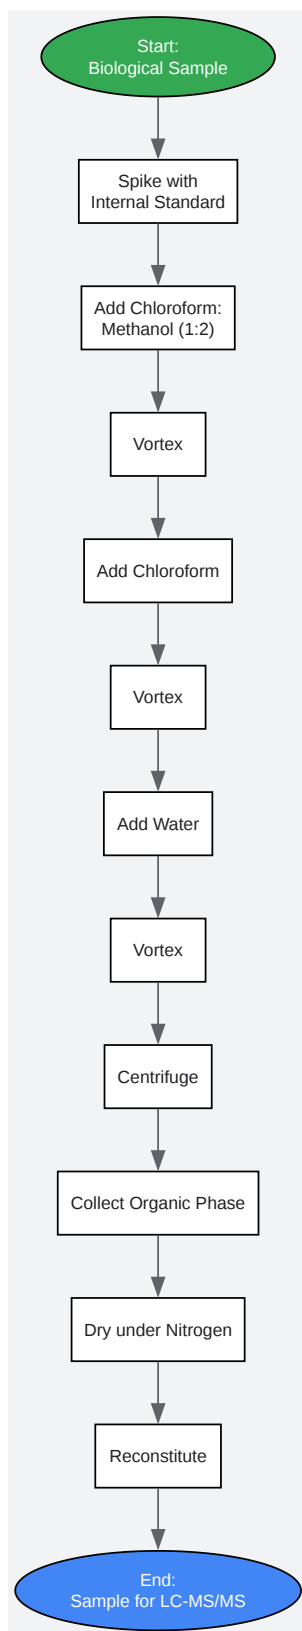 Start:
Biological Sample
Spike with
Internal Standard
Add Chloroform:
Methanol (1:2)
Vortex
Add Chloroform
Vortex
Add Water
Vortex
Centrifuge
Collect Organic Phase
Dry under Nitrogen
Reconstitute
End:
Sample for LC-MS/MS